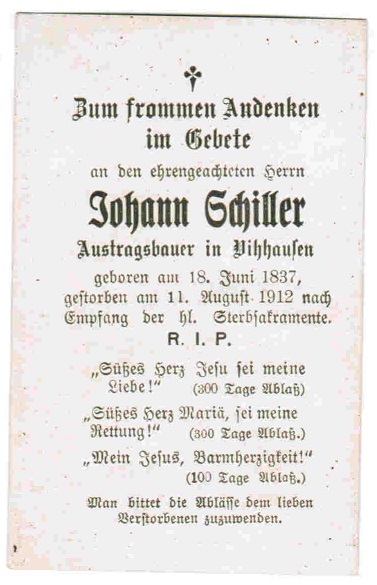 Zum frommen Andenken
im Gebete
an den ehrengeachteten Herrn
Johann Schiller
Austragsbauer in Vihhausen
geboren am 18. Juni 1837,
gestorben am 11. August 1912 nach
Empfang der hl. Sterbsakramente.
R. I. P.
„Süßes Herz Jesu sei meine
Liebe!“ (300 Tage Ablaß)
„Süßes Herz Mariä, sei meine
Rettung!“ (300 Tage Ablaß.)
„Mein Jesus, Barmherzigkeit!“
(100 Tage Ablaß.)
Man bittet die Ablässe dem lieben
Verstorbenen zuzuwenden.